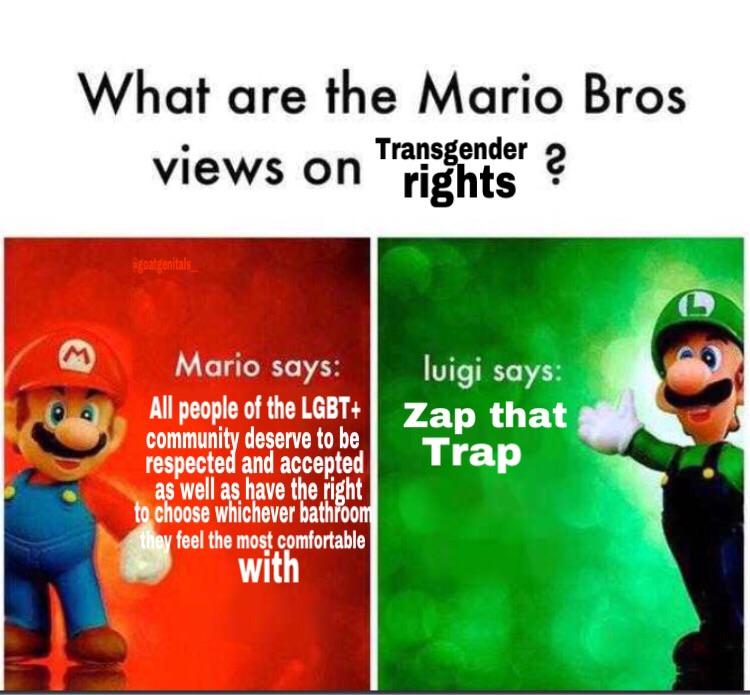 What are the Mario Bros
views on Transgender rights ?
@goatgenitals_
Mario says:
All people of the LGBT+
community deserve to be
respected and accepted
as well as have the right
to choose whichever bathroom
they feel the most comfortable
with
luigi says:
Zap that
Trap
M
L